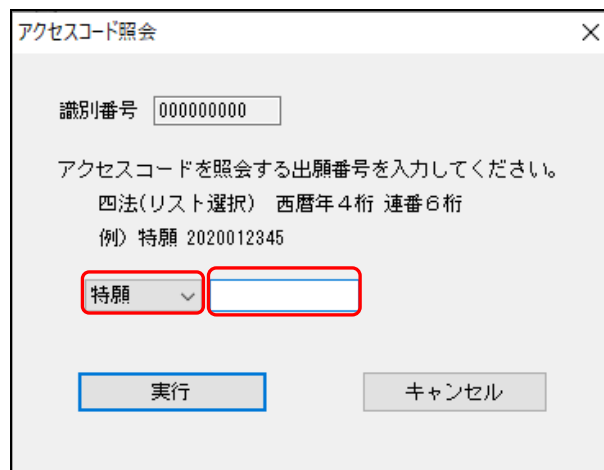 アクセスコード照会
識別番号 000000000
アクセスコードを照会する出願番号を入力してください。
四法(リスト選択) 西暦年4桁 連番6桁
例) 特願 2020012345
特願
実行 キャンセル